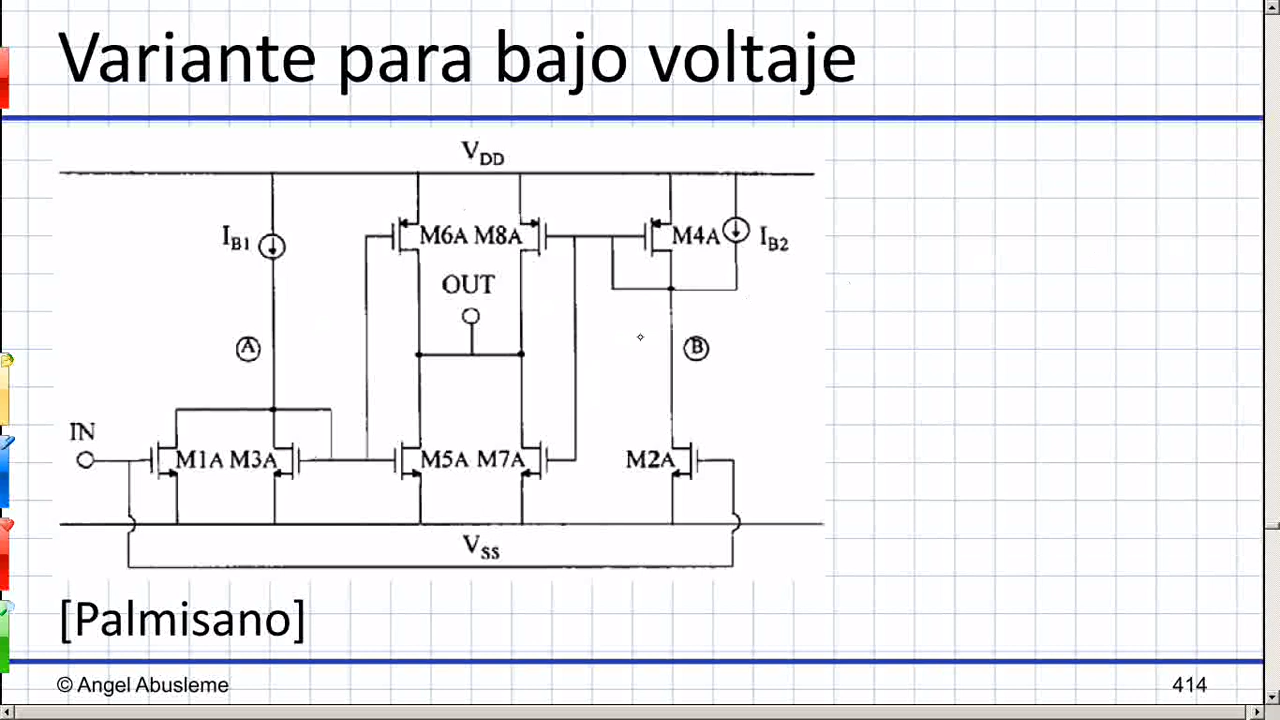 Variante para bajo voltaje
VDD
IB1
M6A M8A
M4A
IB2
OUT
A
B
IN
M1A M3A
M5A M7A
M2A
VSS
[Palmisano]
© Angel Abusleme
414